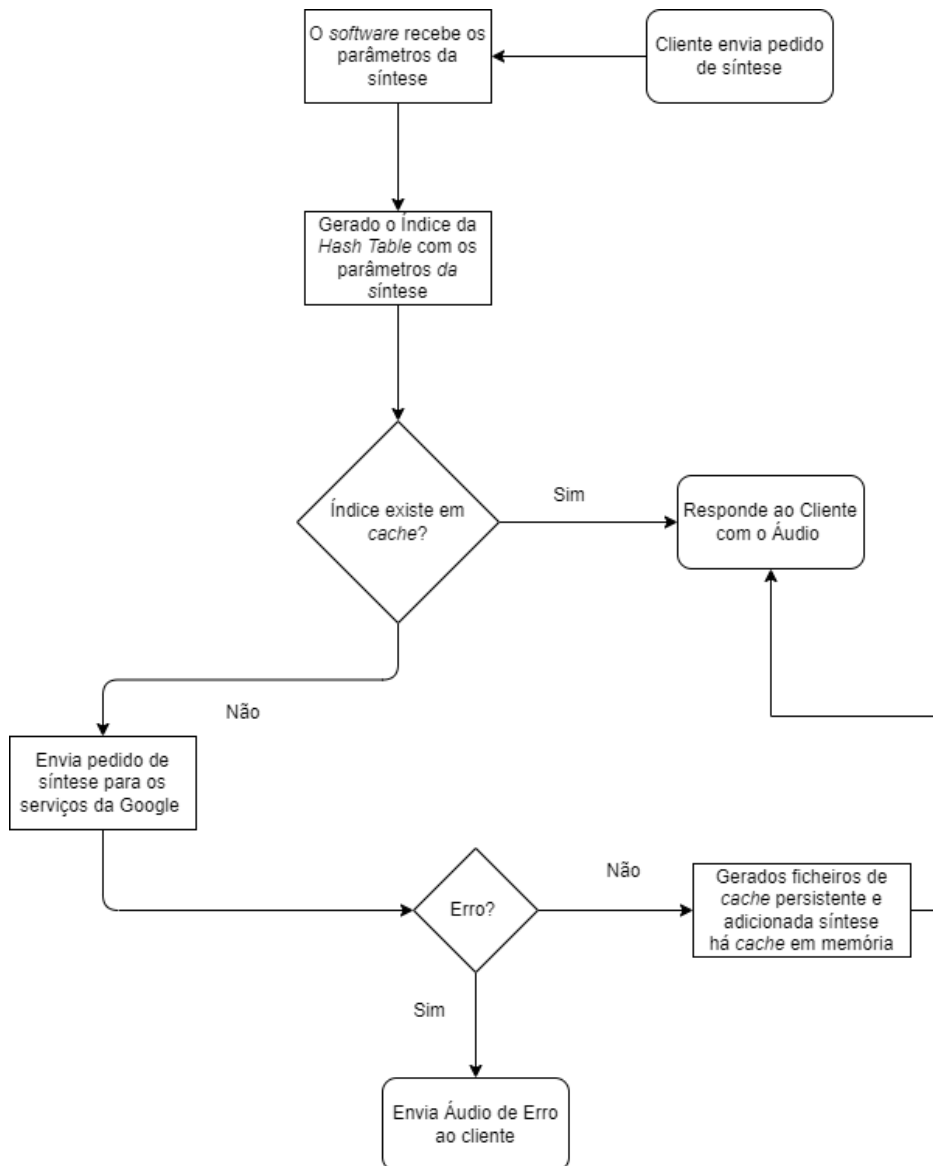 O software recebe os
parâmetros da
síntese
Cliente envia pedido
de síntese
Gerado o Índice da
Hash Table com os
parâmetros da
síntese
Índice existe em
cache?
Sim
Responde ao Cliente
com o Áudio
Não
Envia pedido de
síntese para os
serviços da Google
Erro?
Não
Gerados ficheiros de
cache persistente e
adicionada síntese
há cache em memória
Sim
Envia Áudio de Erro
ao cliente